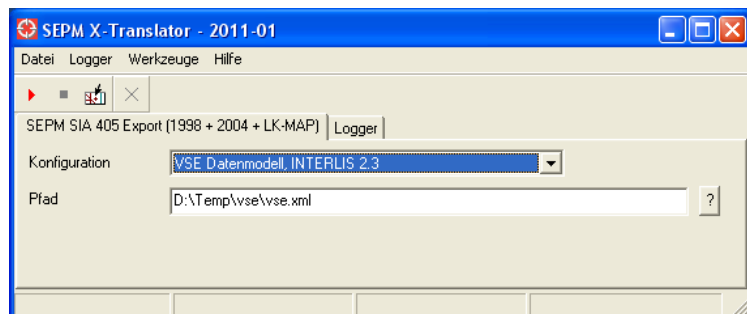 SEPM X-Translator - 2011-01
Datei Logger Werkzeuge Hilfe
SEPM SIA 405 Export (1998 + 2004 + LK-MAP) Logger
Konfiguration VSE Datenmodell, INTERLIS 2.3
Pfad D:\Temp\vse\vse.xml ?